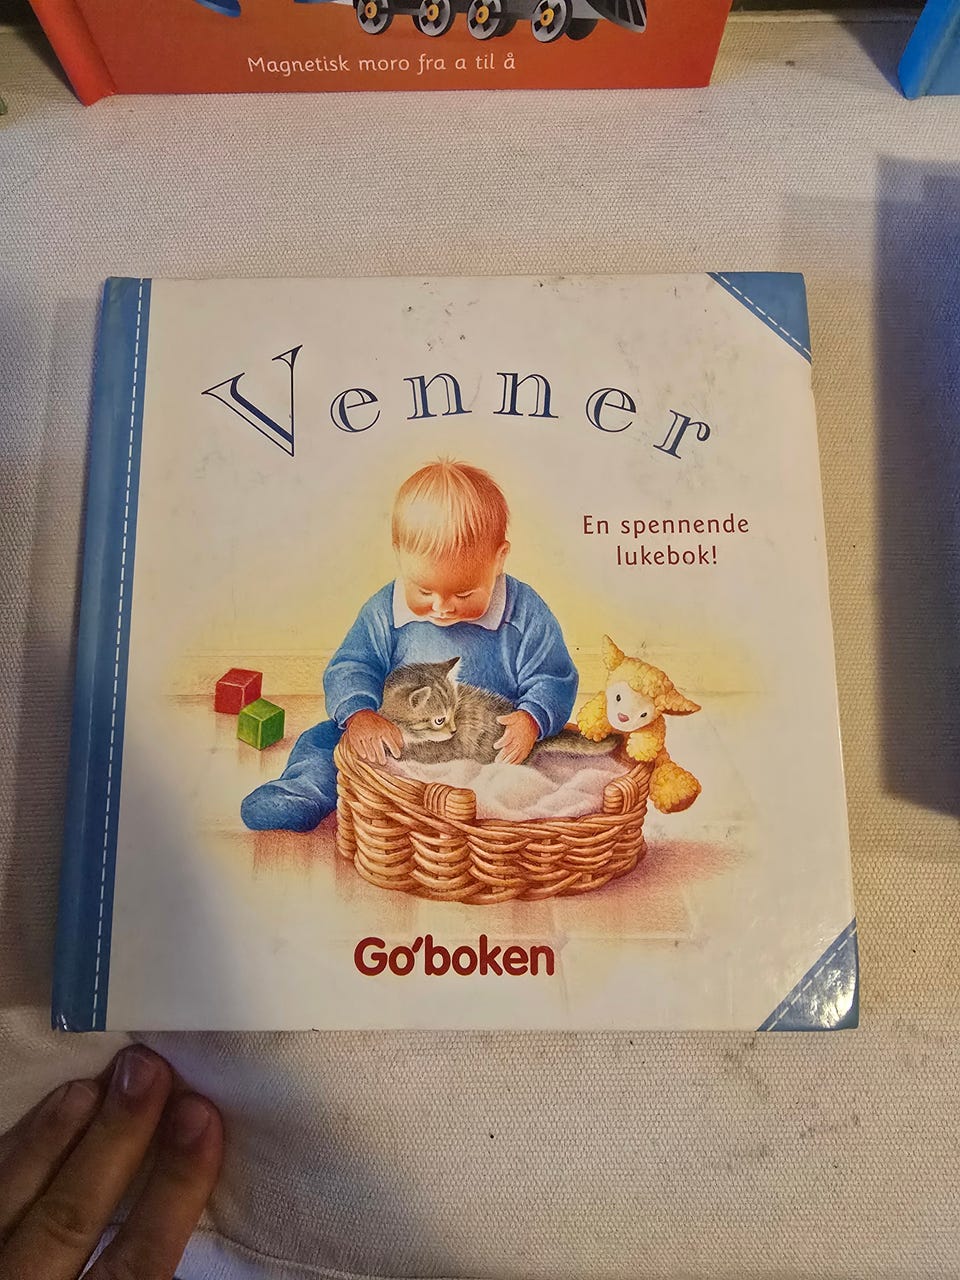 Magnetisk moro fra a til å
Venner
En spennende
lukebok!
Go'boken